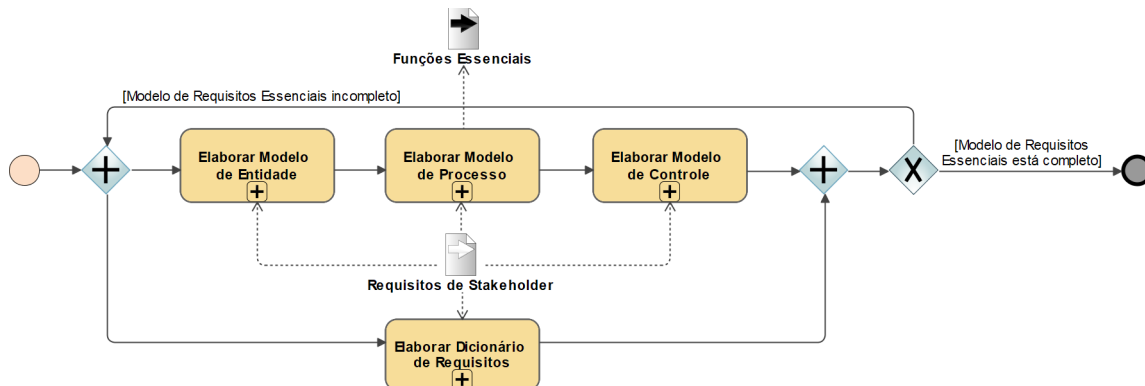 Funções Essenciais
[Modelo de Requisitos Essenciais incompleto]
Elaborar Modelo
de Entidade
Elaborar Modelo
de Processo
Elaborar Modelo
de Controle
[Modelo de Requisitos
Essenciais está completo]
Requisitos de Stakeholder
Elaborar Dicionário
de Requisitos